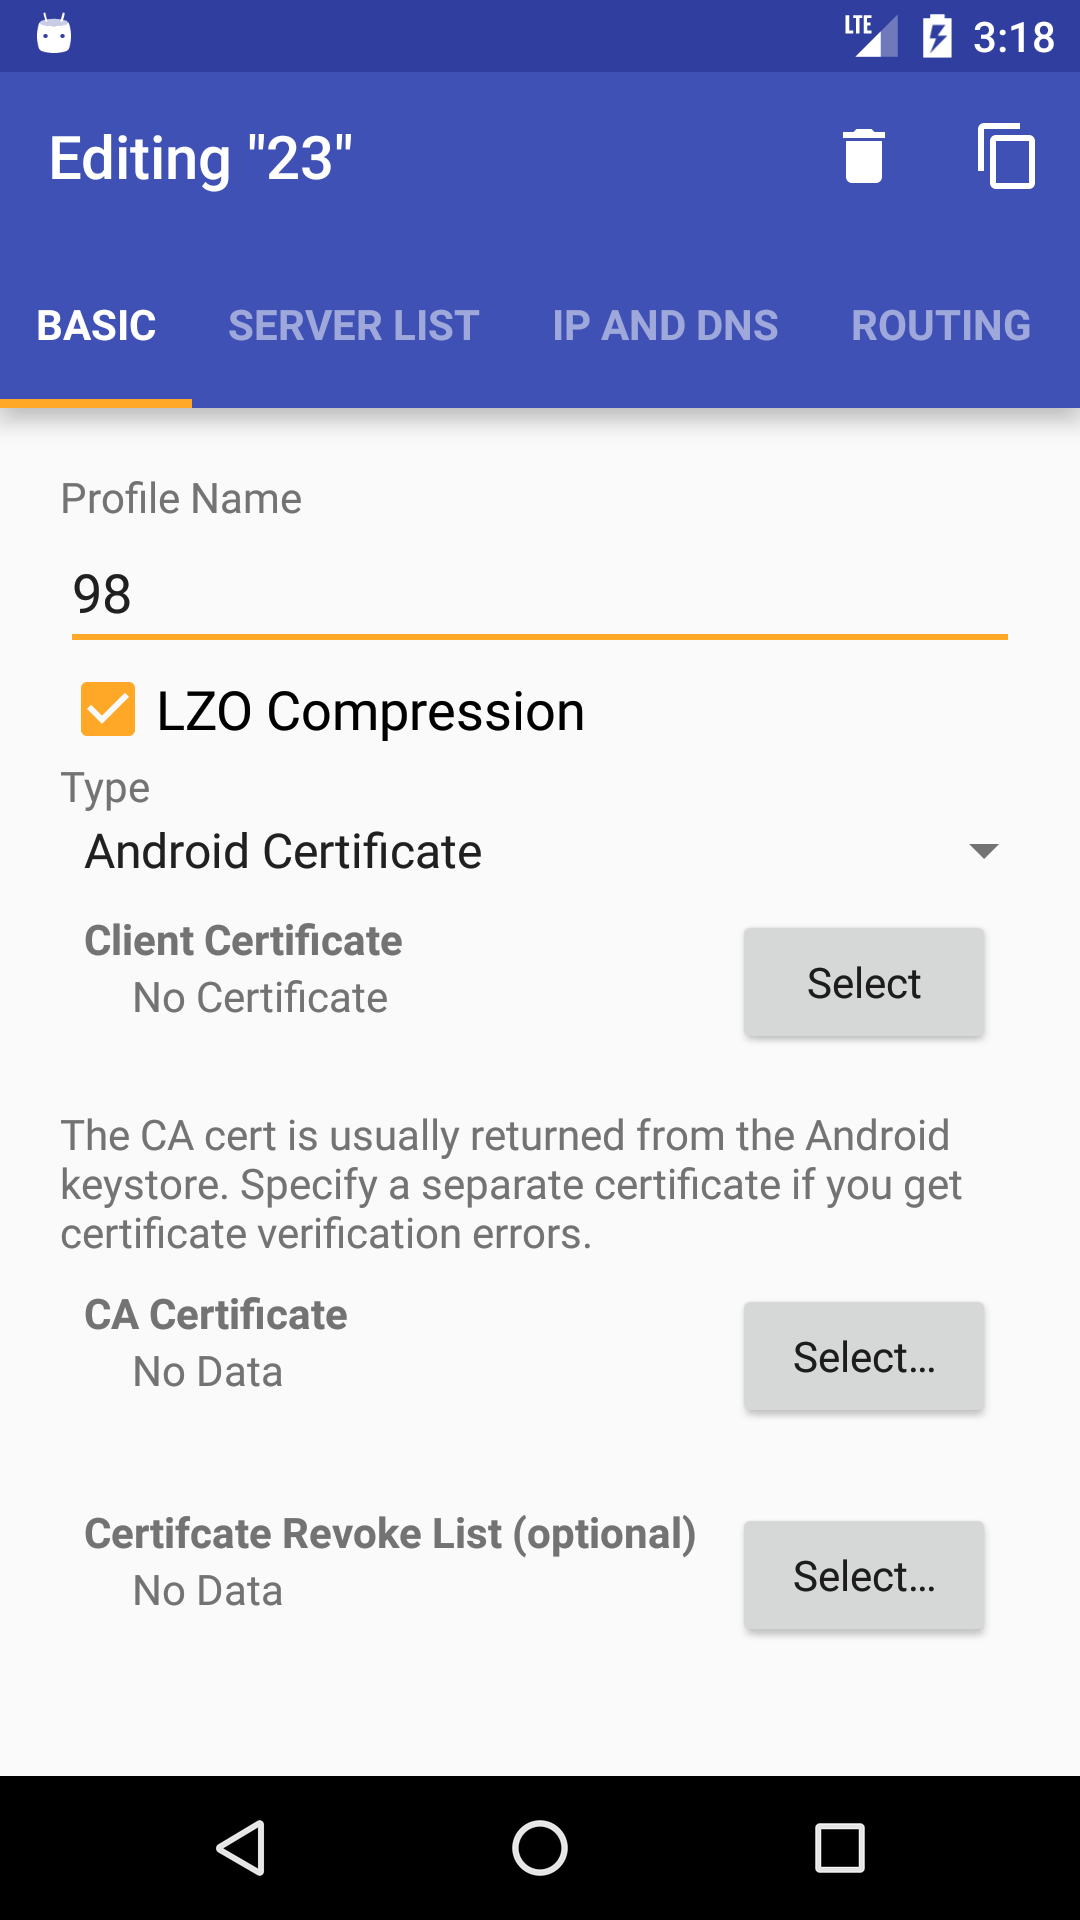 LTE 3:18
Editing "23"
BASIC SERVER LIST IP AND DNS ROUTING
Profile Name
98
LZO Compression
Type
Android Certificate
Client Certificate
No Certificate
Select
The CA cert is usually returned from the Android
keystore. Specify a separate certificate if you get
certificate verification errors.
CA Certificate
No Data
Select...
Certifcate Revoke List (optional)
No Data
Select...